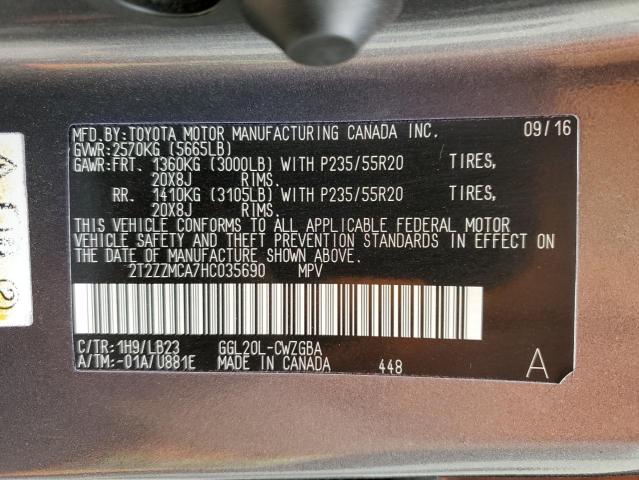 MFD.BY:TOYOTA MOTOR MANUFACTURING CANADA INC. 09/16
GVWR:2570KG (5665LB)
GAWR:FRT. 1360KG (3000LB) WITH P235/55R20 TIRES,
20X8J RIMS.
RR. 1410KG (3105LB) WITH P235/55R20 TIRES,
20X8J RIMS.
THIS VEHICLE CONFORMS TO ALL APPLICABLE FEDERAL MOTOR
VEHICLE SAFETY AND THEFT PREVENTION STANDARDS IN EFFECT ON
THE DATE OF MANUFACTURE SHOWN ABOVE.
2T2ZZMCA7HC035690 MPV
C/TR:1H9/LB23 GGL20L-CWZGBA
A/TM:-01A/U881E MADE IN CANADA 448 A